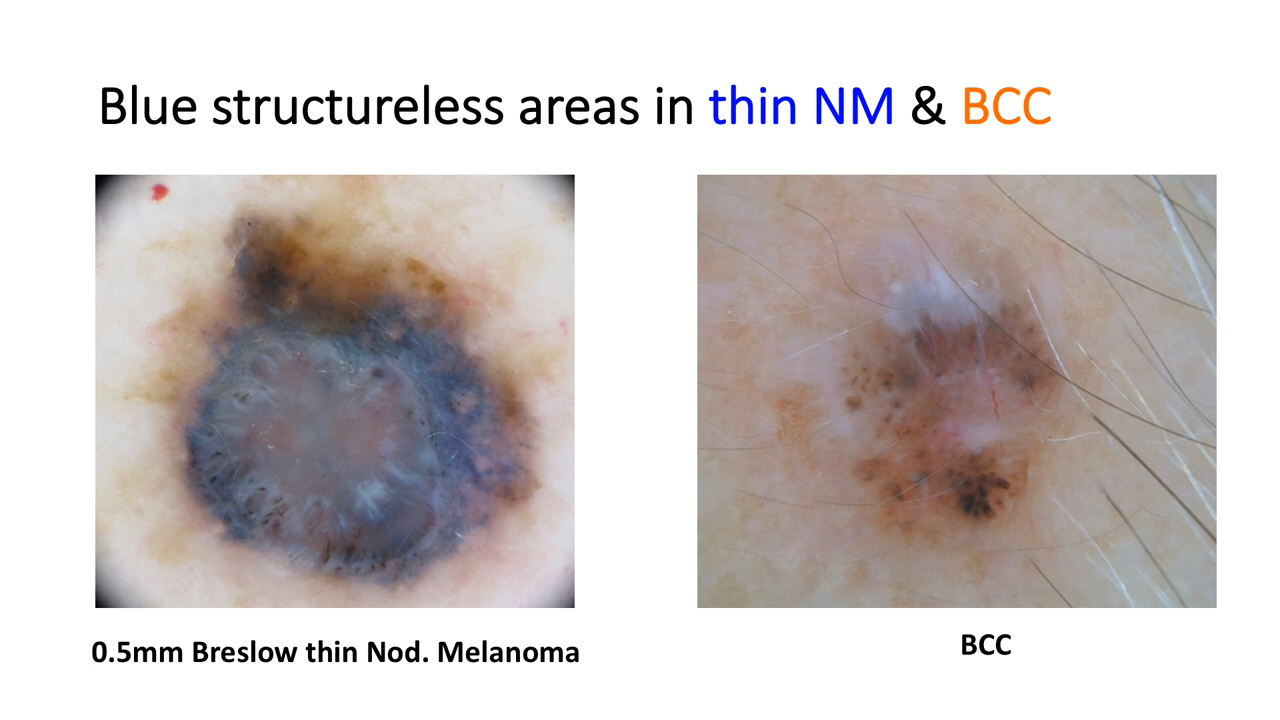 Blue structureless areas in thin NM & BCC
0.5mm Breslow thin Nod. Melanoma
BCC